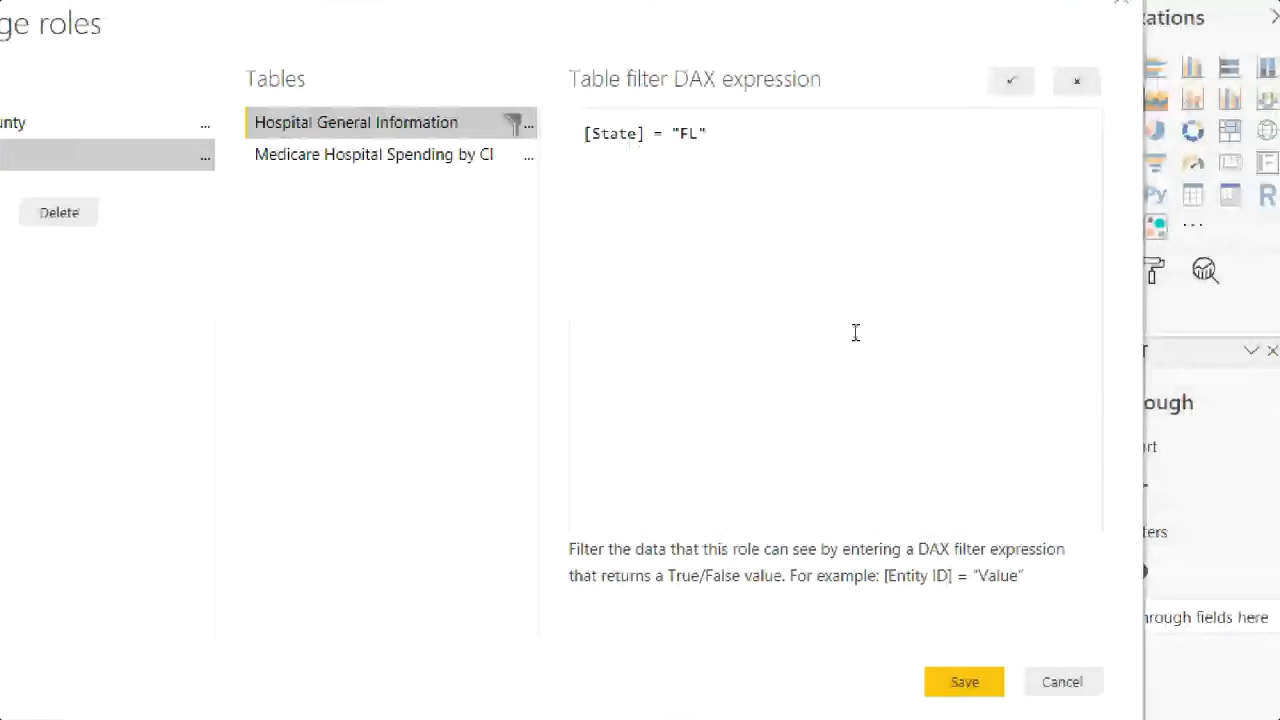 ge roles
Tables
Table filter DAX expression
ations
unty
...
Hospital General Information
...
[State] = "FL"
...
Medicare Hospital Spending by Cl
...
Delete
Py
R
...
ough
rt
ters
Filter the data that this role can see by entering a DAX filter expression
that returns a True/False value. For example: [Entity ID] = "Value"
hrough fields here
Save
Cancel